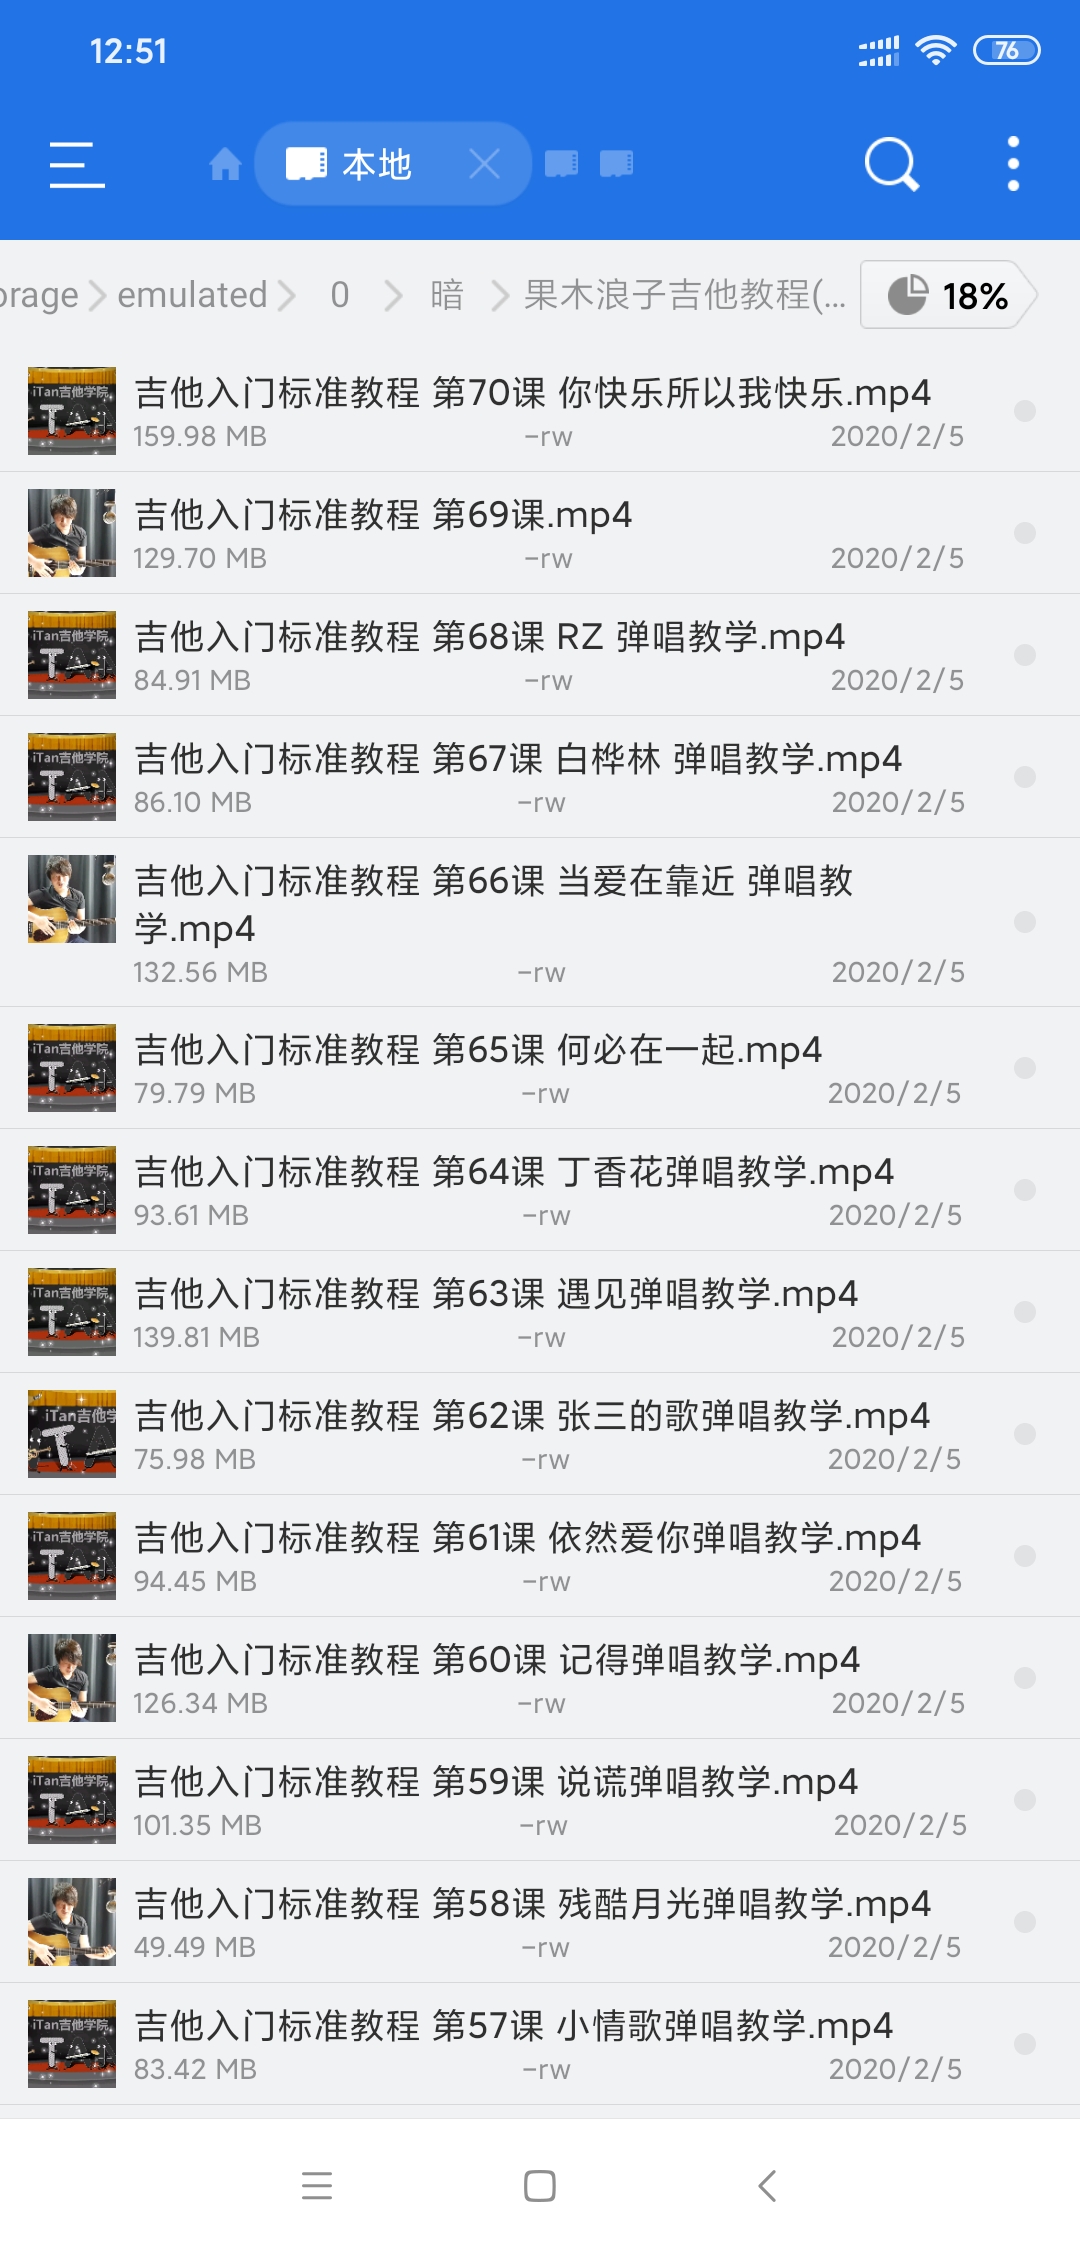 12:51
76
本地
orage
emulated
0
暗
果木浪子吉他教程(...
18%
吉他入门标准教程 第70课 你快乐所以我快乐.mp4
159.98 MB -rw 2020/2/5
吉他入门标准教程 第69课.mp4
129.70 MB -rw 2020/2/5
iTan吉他学院
吉他入门标准教程 第68课 RZ 弹唱教学.mp4
84.91 MB -rw 2020/2/5
iTan吉他学院
吉他入门标准教程 第67课 白桦林 弹唱教学.mp4
86.10 MB -rw 2020/2/5
吉他入门标准教程 第66课 当爱在靠近 弹唱教
学.mp4
132.56 MB -rw 2020/2/5
iTan吉他学院
吉他入门标准教程 第65课 何必在一起.mp4
79.79 MB -rw 2020/2/5
iTan吉他学院
吉他入门标准教程 第64课 丁香花弹唱教学.mp4
93.61 MB -rw 2020/2/5
iTan吉他学院
吉他入门标准教程 第63课 遇见弹唱教学.mp4
139.81 MB -rw 2020/2/5
iTan吉他学
吉他入门标准教程 第62课 张三的歌弹唱教学.mp4
75.98 MB -rw 2020/2/5
iTan吉他学院
吉他入门标准教程 第61课 依然爱你弹唱教学.mp4
94.45 MB -rw 2020/2/5
吉他入门标准教程 第60课 记得弹唱教学.mp4
126.34 MB -rw 2020/2/5
iTan吉他学院
吉他入门标准教程 第59课 说谎弹唱教学.mp4
101.35 MB -rw 2020/2/5
吉他入门标准教程 第58课 残酷月光弹唱教学.mp4
49.49 MB -rw 2020/2/5
iTan吉他学院
吉他入门标准教程 第57课 小情歌弹唱教学.mp4
83.42 MB -rw 2020/2/5